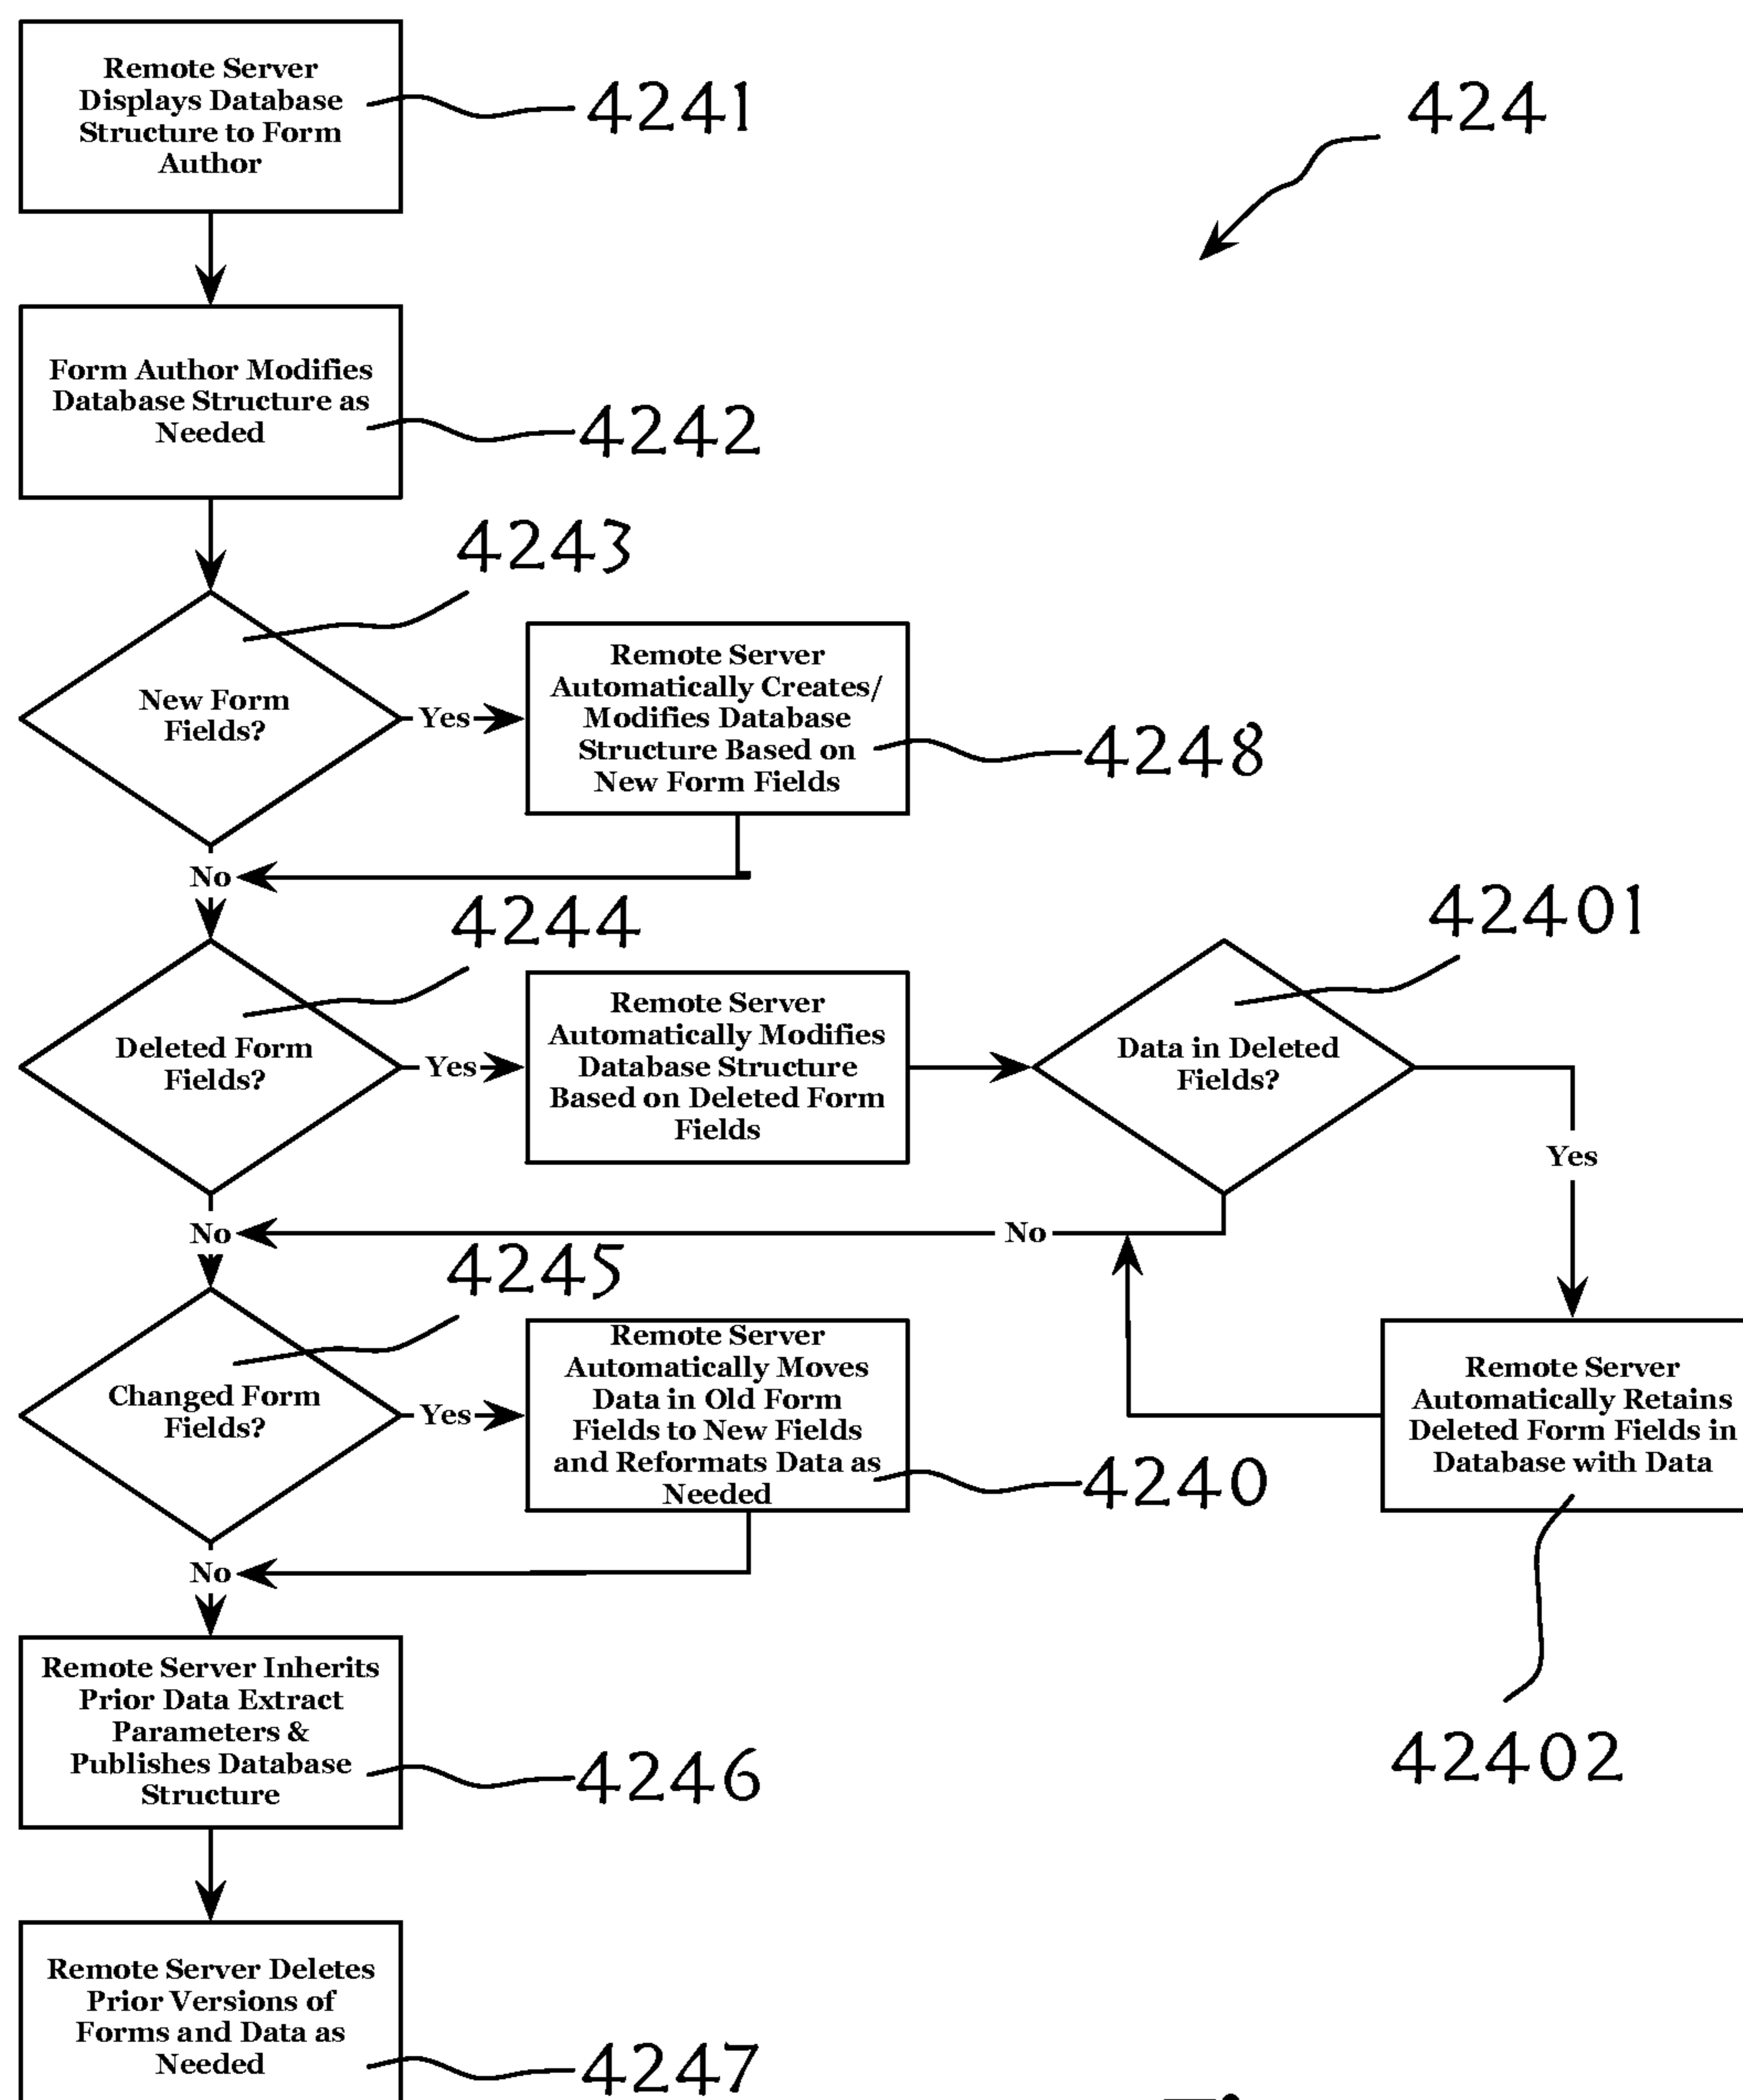 Remote Server
Displays Database
Structure to Form
Author
4241
424
Form Author Modifies
Database Structure as
Needed
4242
4243
New Form
Fields?
Yes
Remote Server
Automatically Creates/
Modifies Database
Structure Based on
New Form Fields
4248
No
4244
42401
Deleted Form
Fields?
Yes
Remote Server
Automatically Modifies
Database Structure
Based on Deleted Form
Fields
Data in Deleted
Fields?
Yes
No
No
4245
Changed Form
Fields?
Yes
Remote Server
Automatically Moves
Data in Old Form
Fields to New Fields
and Reformats Data as
Needed
4240
Remote Server
Automatically Retains
Deleted Form Fields in
Database with Data
42402
No
Remote Server Inherits
Prior Data Extract
Parameters &
Publishes Database
Structure
4246
Remote Server Deletes
Prior Versions of
Forms and Data as
Needed
4247